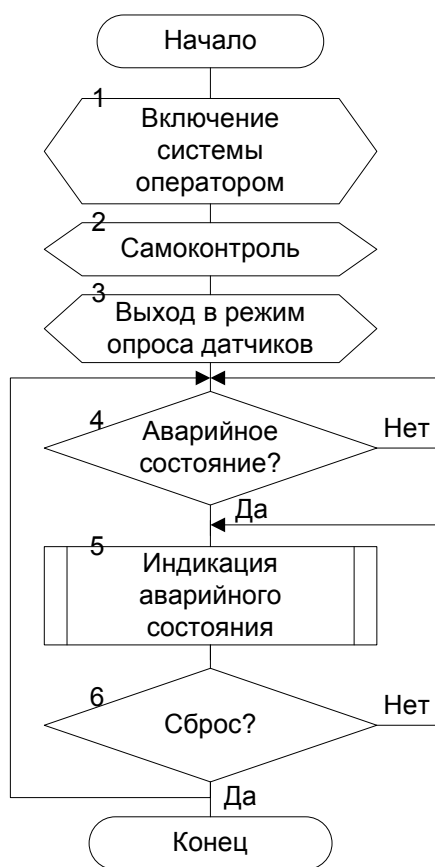 Начало
1
Включение
системы
оператором
2
Самоконтроль
3
Выход в режим
опроса датчиков
4
Аварийное
состояние?
Нет
Да
5
Индикация
аварийного
состояния
6
Сброс?
Нет
Да
Конец